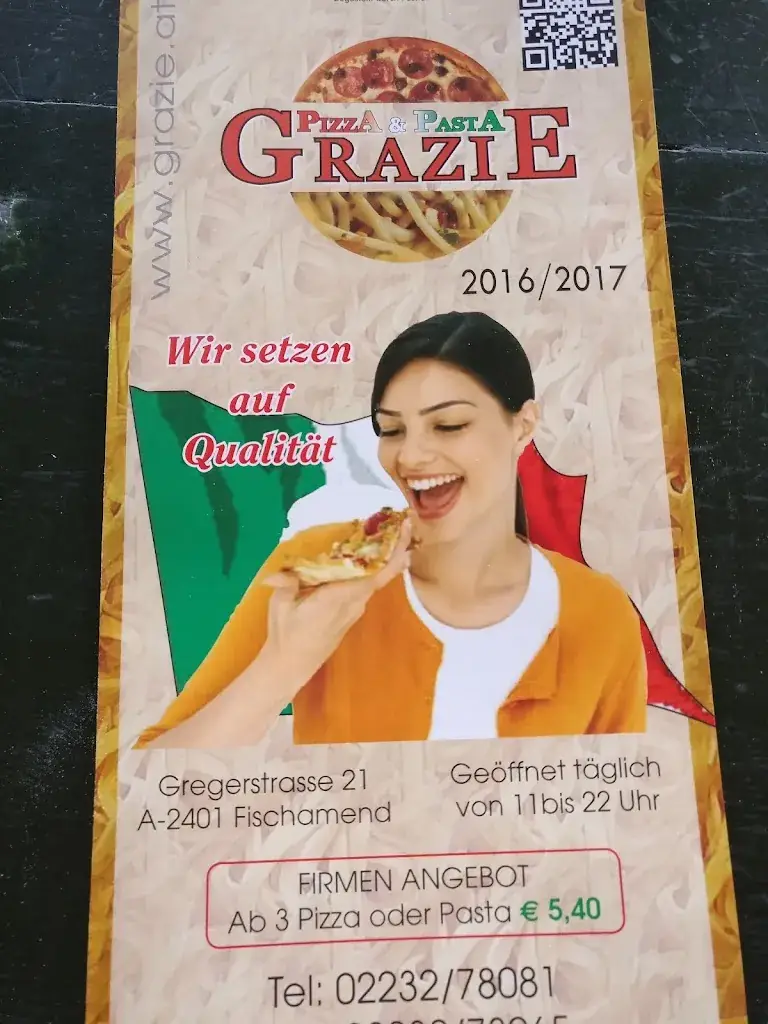 www.grazie.at
PIZZA & PASTA
GRAZIE
2016/2017
Wir setzen
auf
Qualität
Gregerstrasse 21
A-2401 Fischamend
Geöffnet täglich
von 11bis 22 Uhr
FIRMEN ANGEBOT
Ab 3 Pizza oder Pasta € 5,40
Tel: 02232/78081